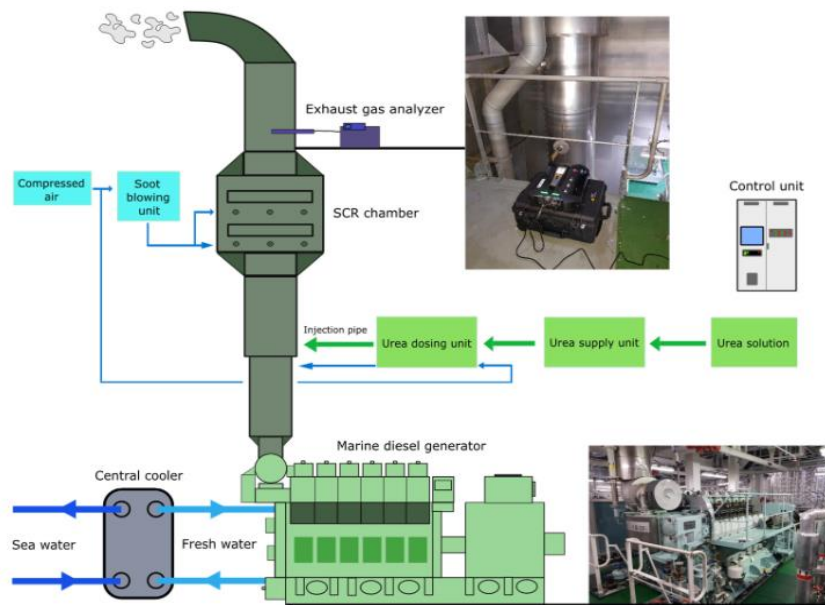 Exhaust gas analyzer
Compressed
air
Soot
blowing
unit
SCR chamber
Control unit
Injection pipe
Urea dosing unit
Urea supply unit
Urea solution
Marine diesel generator
Central cooler
Sea water
Fresh water